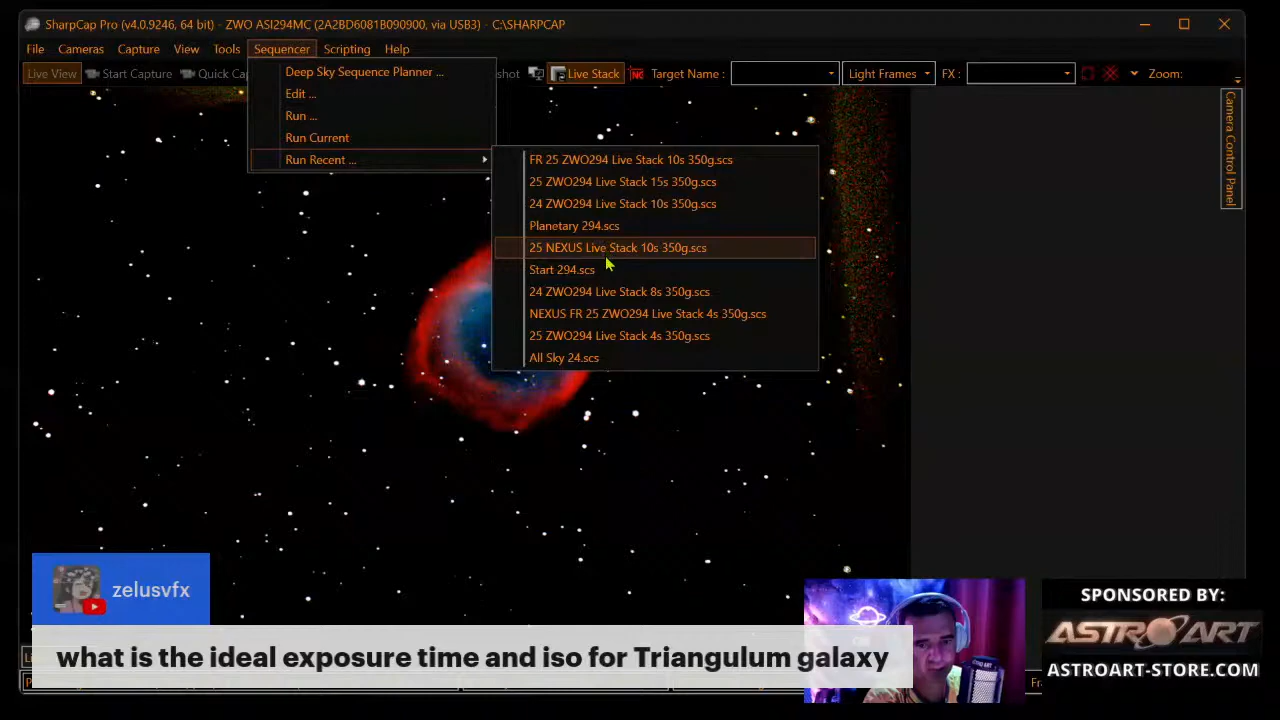 SharpCap Pro (v4.0.9246, 64 bit) - ZWO ASI294MC (2A2BD6081B090900, via USB3) - C:\SHARPCAP
File Cameras Capture View Tools Sequencer Scripting Help
Live View Start Capture Quick Cap shot Live Stack Target Name : Light Frames FX : Zoom:
Deep Sky Sequence Planner ...
Edit ...
Run ...
Run Current
Run Recent ...
FR 25 ZWO294 Live Stack 10s 350g.scs
25 ZWO294 Live Stack 15s 350g.scs
24 ZWO294 Live Stack 10s 350g.scs
Planetary 294.scs
25 NEXUS Live Stack 10s 350g.scs
Start 294.scs
24 ZWO294 Live Stack 8s 350g.scs
NEXUS FR 25 ZWO294 Live Stack 4s 350g.scs
25 ZWO294 Live Stack 4s 350g.scs
All Sky 24.scs
Camera Control Panel
zelusvfx
what is the ideal exposure time and iso for Triangulum galaxy
SPONSORED BY:
ASTROART
ASTROART-STORE.COM